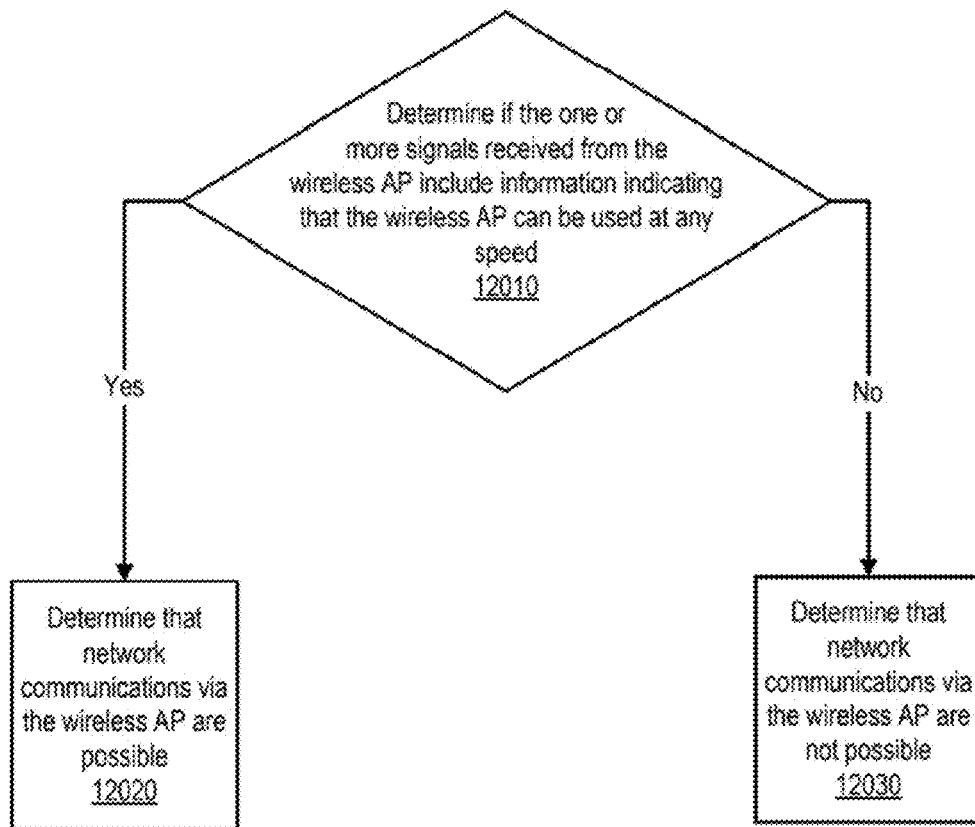 Determine if the one or
more signals received from the
wireless AP include information indicating
that the wireless AP can be used at any
speed
12010
Yes
No
Determine that
network
communications via
the wireless AP are
possible
12020
Determine that
network
communications via
the wireless AP are
not possible
12030